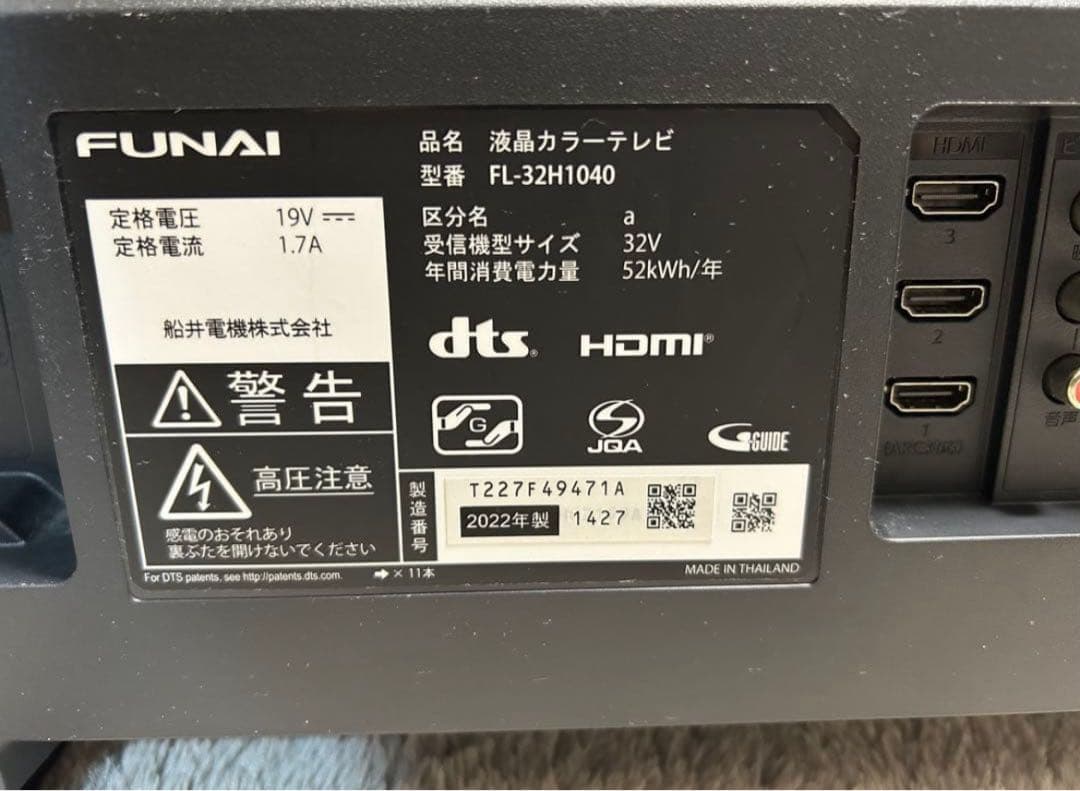 FUNAI
品名 液晶カラーテレビ
型番 FL-32H1040
定格電圧 19V
定格電流 1.7A
船井電機株式会社
区分名 a
受信機型サイズ 32V
年間消費電力量 52kWh/年
dts®
HDMI®
G
JQA
G-GUIDE
警告
高圧注意
感電のおそれあり
裏ぶたを開けないでください
製造番号
T227F49471A
2022年製 1427
For DTS patents, see http://patents.dts.com.
➡ × 11本
MADE IN THAILAND
HDMI
3
2
1
音声